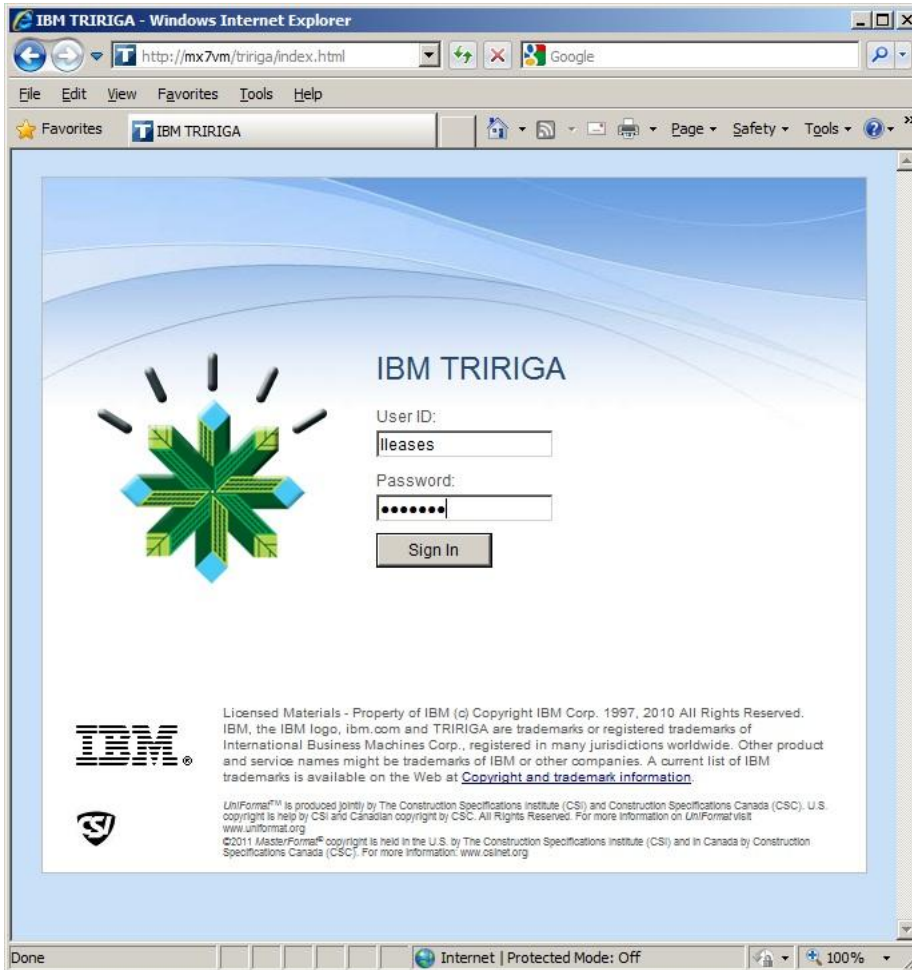 IBM TRIRIGA - Windows Internet Explorer
http://mx7vm/tririga/index.html
Google
File Edit View Favorites Tools Help
Favorites IBM TRIRIGA Page Safety Tools
IBM TRIRIGA
User ID:
lleases
Password:
Sign In
Licensed Materials - Property of IBM (c) Copyright IBM Corp. 1997, 2010 All Rights Reserved.
IBM, the IBM logo, ibm.com and TRIRIGA are trademarks or registered trademarks of
International Business Machines Corp., registered in many jurisdictions worldwide. Other product
and service names might be trademarks of IBM or other companies. A current list of IBM
trademarks is available on the Web at Copyright and trademark information.
IBM®
UniFormat™ is produced jointly by The Construction Specifications Institute (CSI) and Construction Specifications Canada (CSC). U.S.
copyright is help by CSI and Canadian copyright by CSC. All Rights Reserved. For more information on UniFormat visit
www.uniformat.org
©2011 MasterFormat® copyright is held in the U.S. by The Construction Specifications Institute (CSI) and in Canada by Construction
Specifications Canada (CSC). For more information: www.csinet.org
CSI
Done Internet | Protected Mode: Off 100%